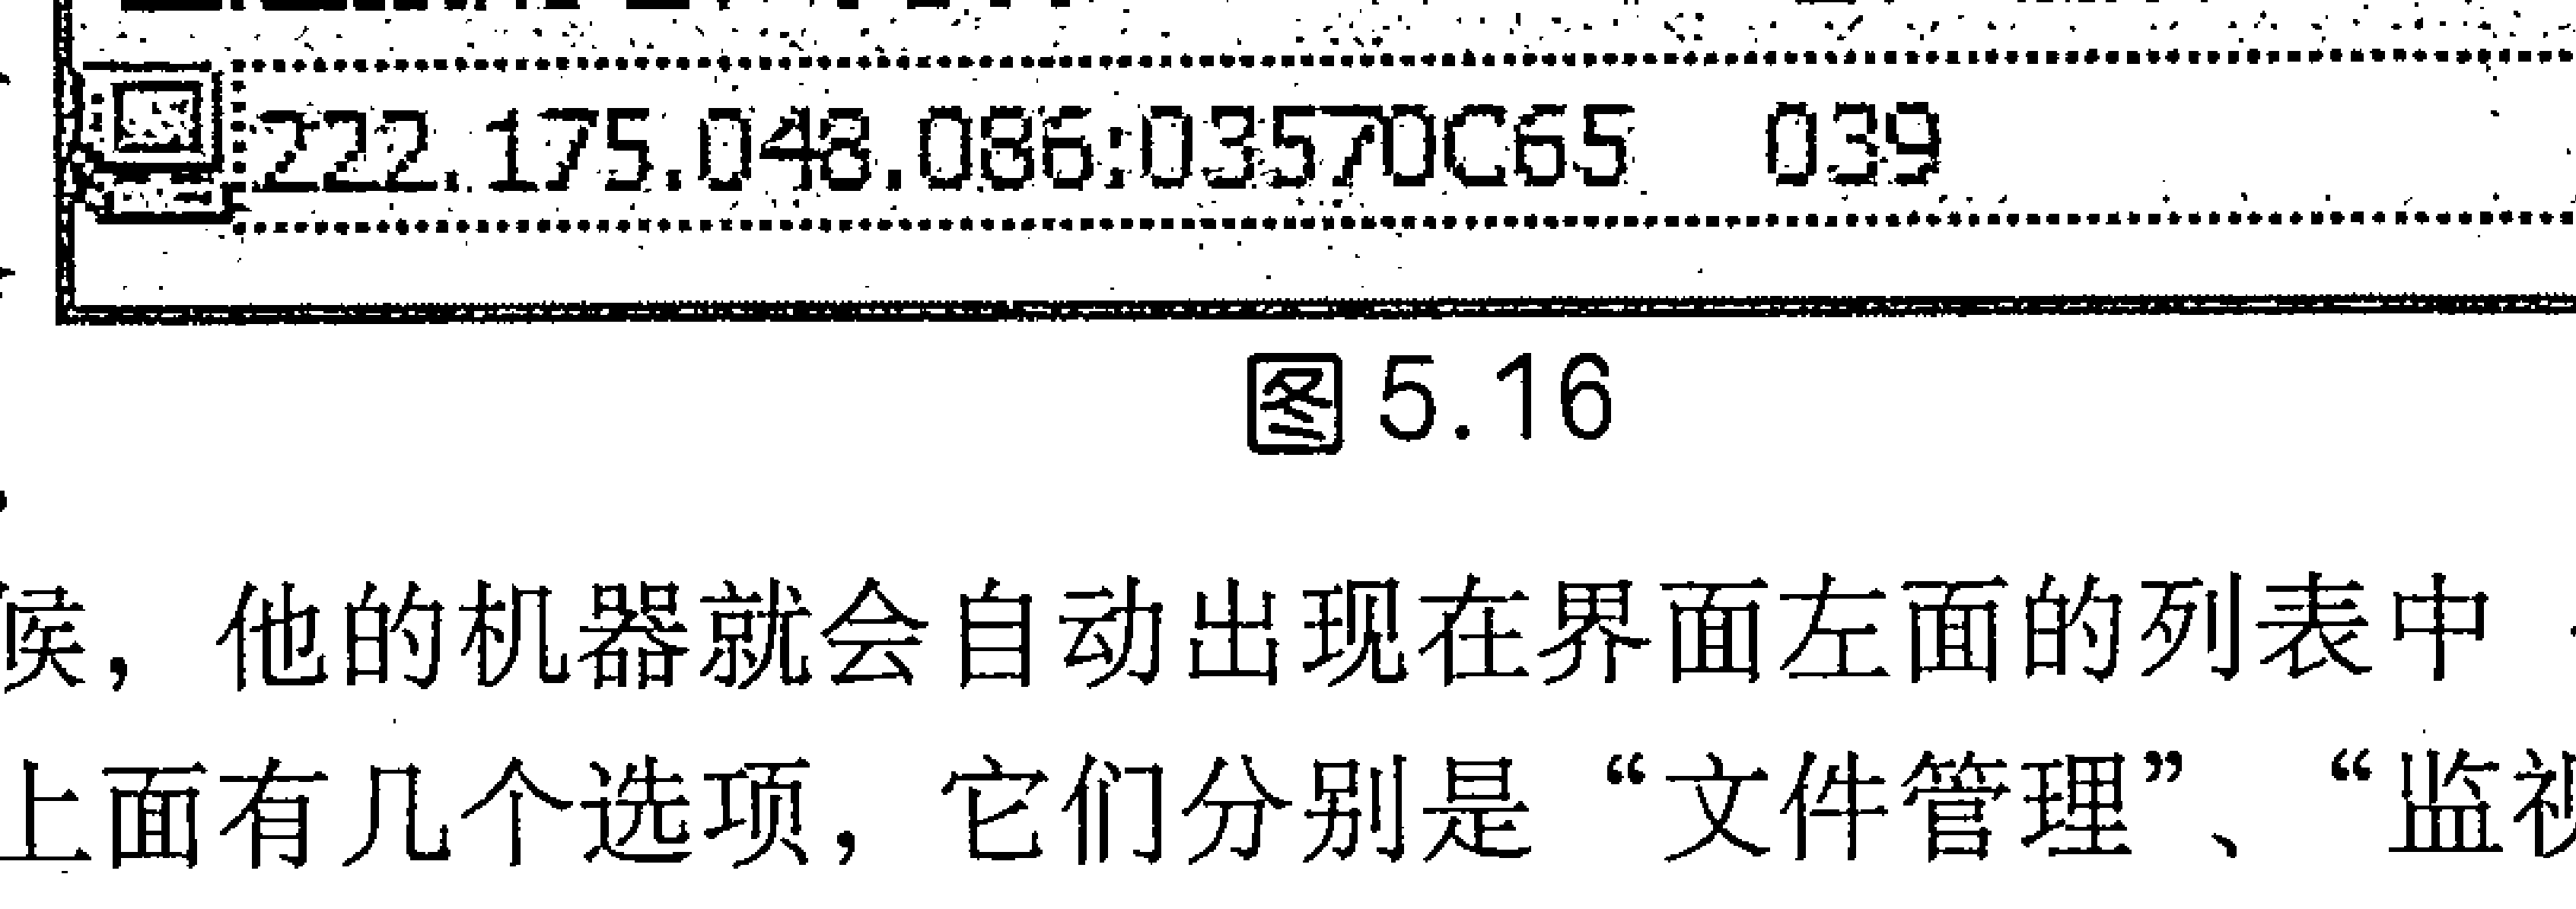 222.175.048.086:03570C65 039
图 5.16
候，他的机器就会自动出现在界面左面的列表中
上面有几个选项，它们分别是“文件管理”、“监视